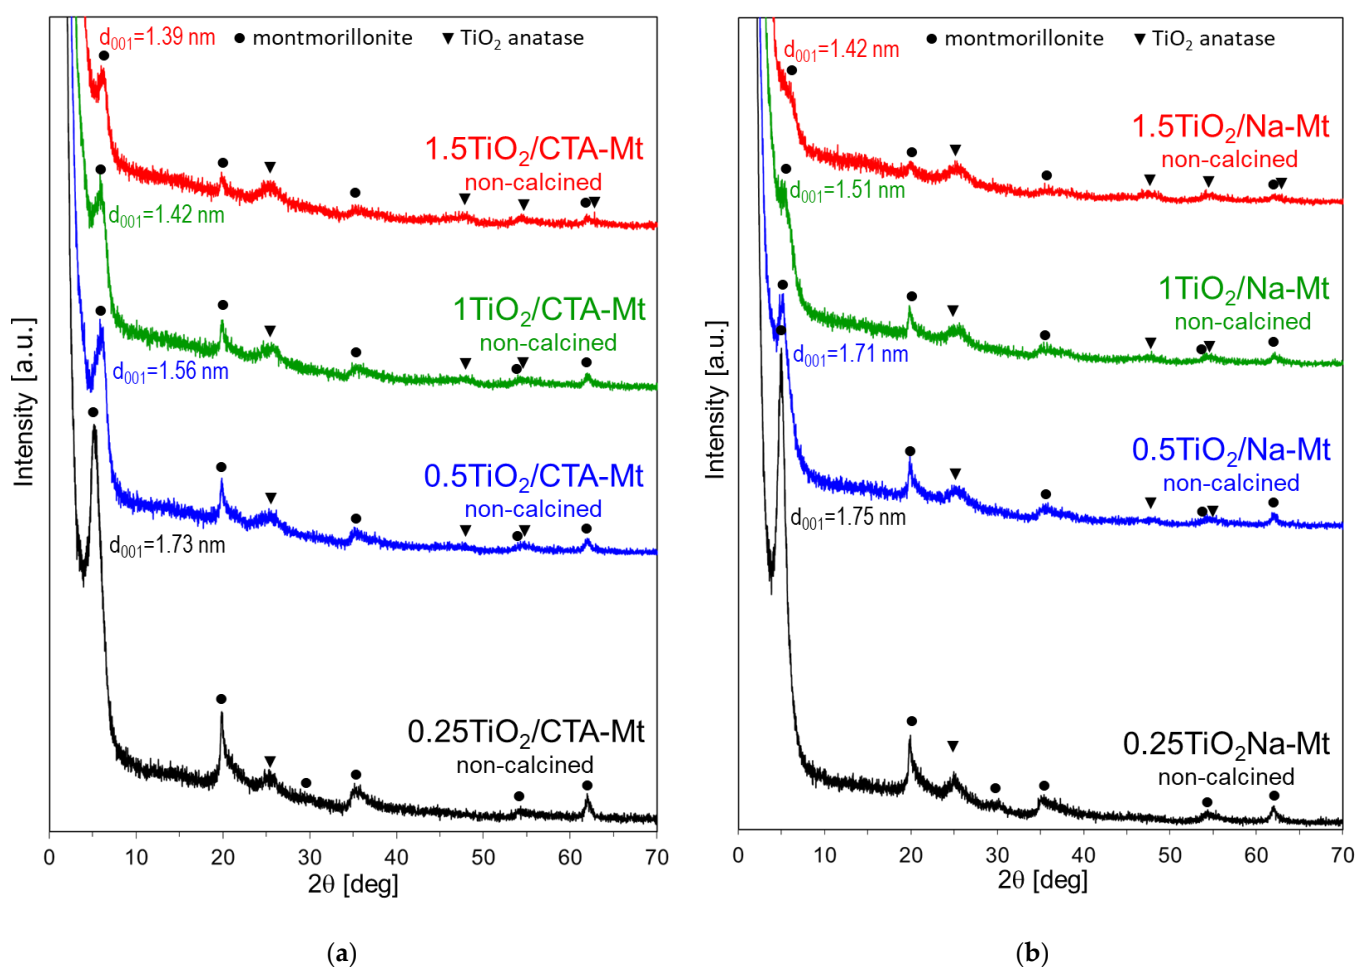 d001=1.39 nm ● montmorillonite ▼ TiO2 anatase
1.5TiO2/CTA-Mt
non-calcined
d001=1.42 nm
1TiO2/CTA-Mt
non-calcined
d001=1.56 nm
0.5TiO2/CTA-Mt
non-calcined
d001=1.73 nm
0.25TiO2/CTA-Mt
non-calcined
Intensity [a.u.]
0 10 20 30 40 50 60 70
2θ [deg]
(a)
● montmorillonite ▼ TiO2 anatase
d001=1.42 nm
1.5TiO2/Na-Mt
non-calcined
d001=1.51 nm
1TiO2/Na-Mt
non-calcined
d001=1.71 nm
0.5TiO2/Na-Mt
non-calcined
d001=1.75 nm
0.25TiO2Na-Mt
non-calcined
Intensity [a.u.]
0 10 20 30 40 50 60 70
2θ [deg]
(b)